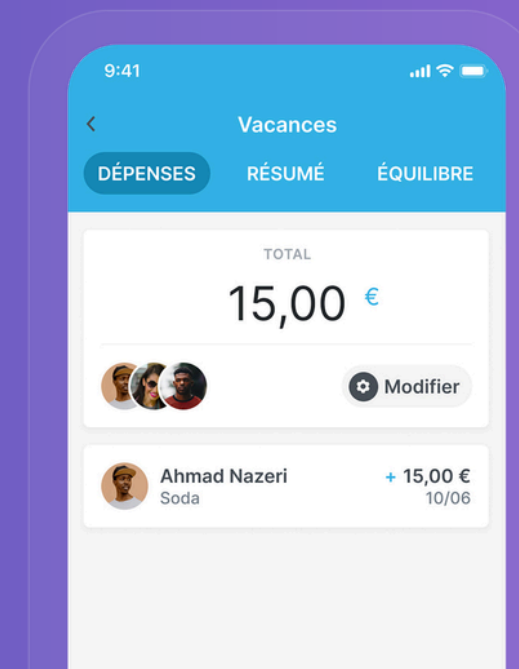 9:41
Vacances
DÉPENSES RÉSUMÉ ÉQUILIBRE
TOTAL
15,00 €
Modifier
Ahmad Nazeri + 15,00 €
Soda 10/06